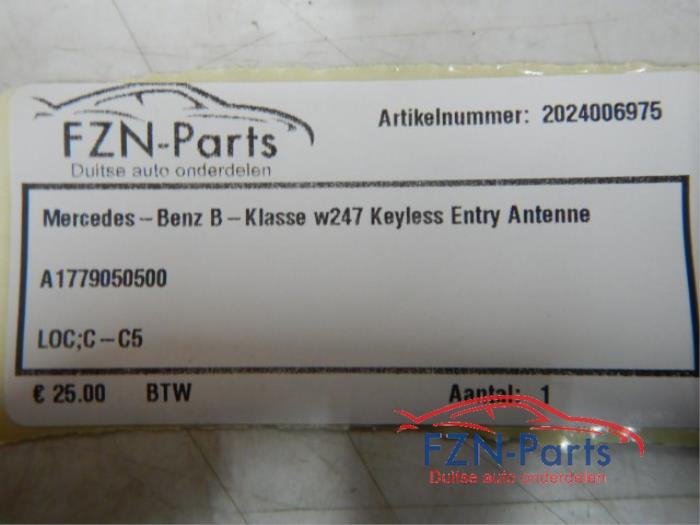 FZN-Parts
Duitse auto onderdelen
Artikelnummer: 2024006975
Mercedes-Benz B-Klasse w247 Keyless Entry Antenne
A1779050500
LOC;C-C5
€ 25.00 BTW Aantal: 1
FZN-Parts
Duitse auto onderdelen